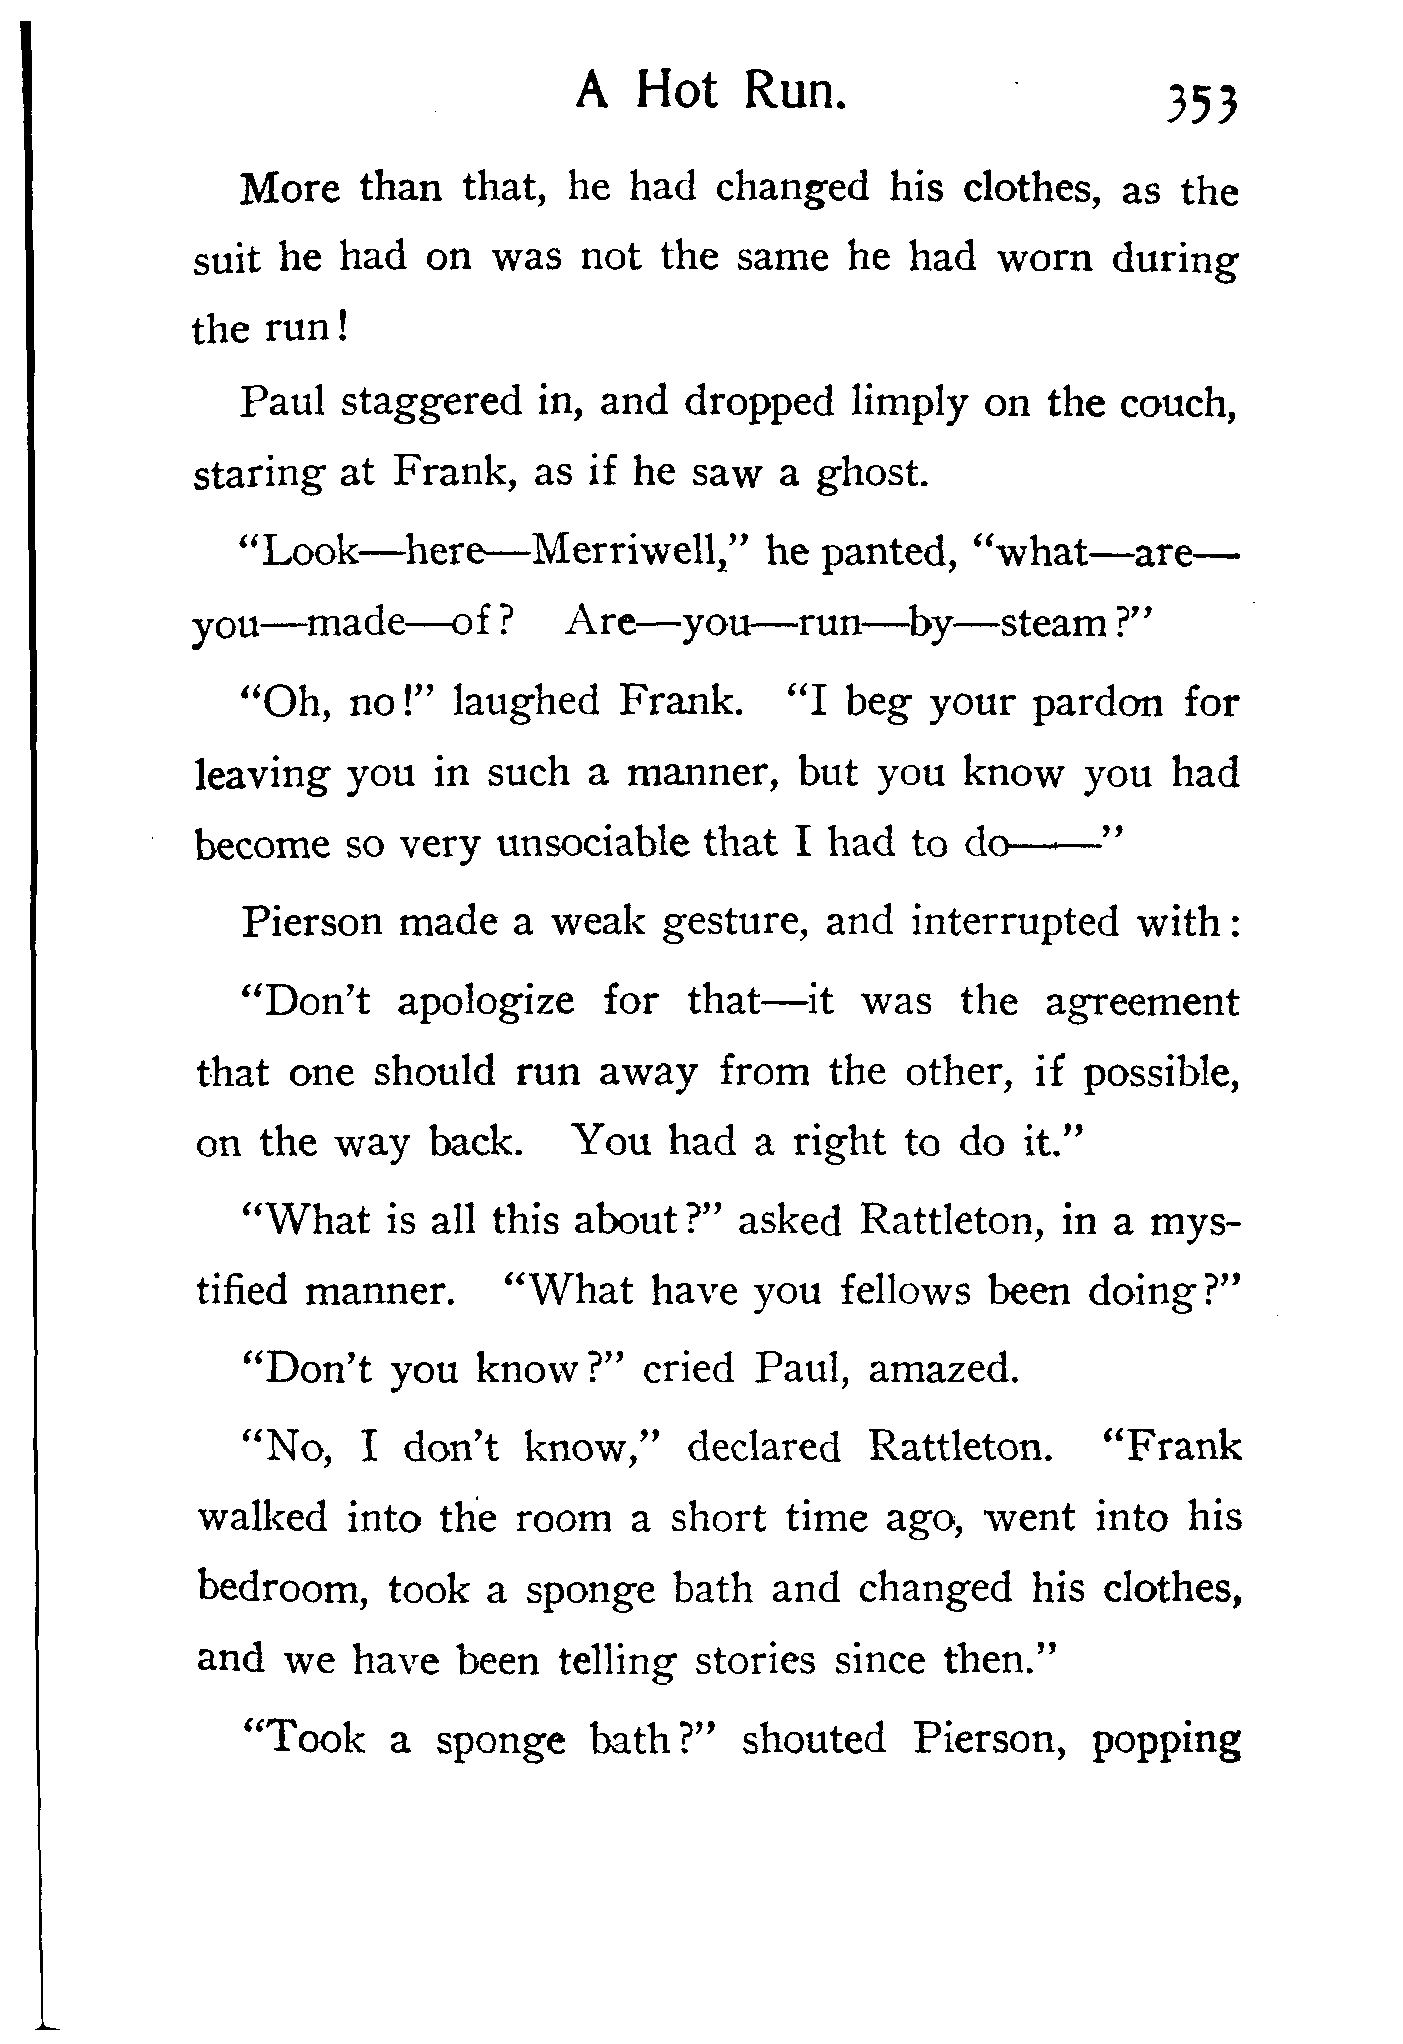 A Hot Run. 353
More than that, he had changed his clothes, as the
suit he had on was not the same he had worn during
the run!
Paul staggered in, and dropped limply on the couch,
staring at Frank, as if he saw a ghost.
“Look—here—Merriwell,” he panted, “what—are—
you—made—of? Are—you—run—by—steam?”
“Oh, no!” laughed Frank. “I beg your pardon for
leaving you in such a manner, but you know you had
become so very unsociable that I had to do——”
Pierson made a weak gesture, and interrupted with:
“Don’t apologize for that—it was the agreement
that one should run away from the other, if possible,
on the way back. You had a right to do it.”
“What is all this about?” asked Rattleton, in a mys-
tified manner. “What have you fellows been doing?”
“Don’t you know?” cried Paul, amazed.
“No, I don’t know,” declared Rattleton. “Frank
walked into the room a short time ago, went into his
bedroom, took a sponge bath and changed his clothes,
and we have been telling stories since then.”
“Took a sponge bath?” shouted Pierson, popping